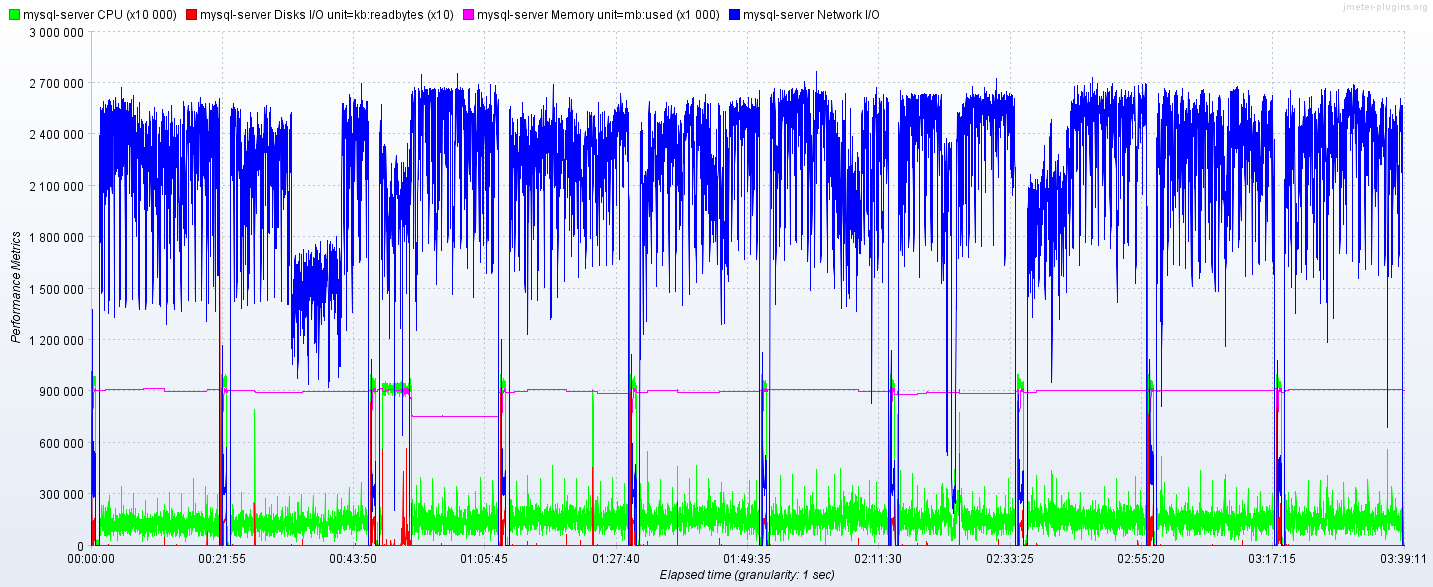 mysql-server CPU (x10 000) mysql-server Disks I/O unit=kb:readbytes (x10) mysql-server Memory unit=mb:used (x1 000) mysql-server Network I/O
jmeter-plugins.org
3 000 000
2 700 000
2 400 000
2 100 000
1 800 000
1 500 000
1 200 000
900 000
600 000
300 000
0
Performance Metrics
00:00:00 00:21:55 00:43:50 01:05:45 01:27:40 01:49:35 02:11:30 02:33:25 02:55:20 03:17:15 03:39:11
Elapsed time (granularity: 1 sec)